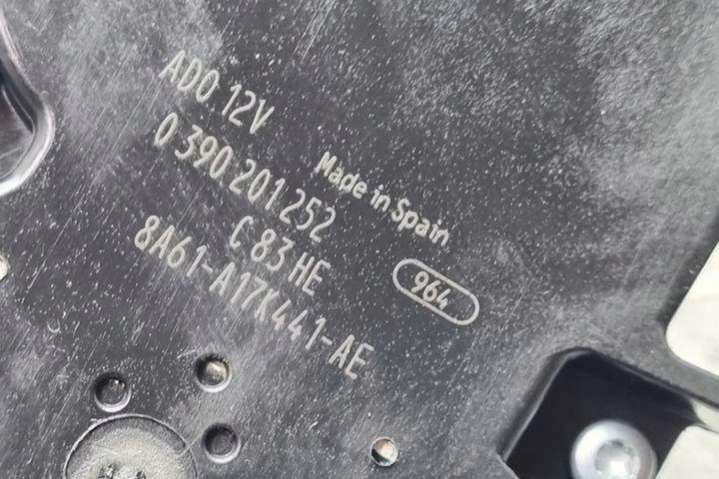 ADO 12V
0 390 201 252
Made in Spain
C 83 HE
964
8A61-A17K441-AE